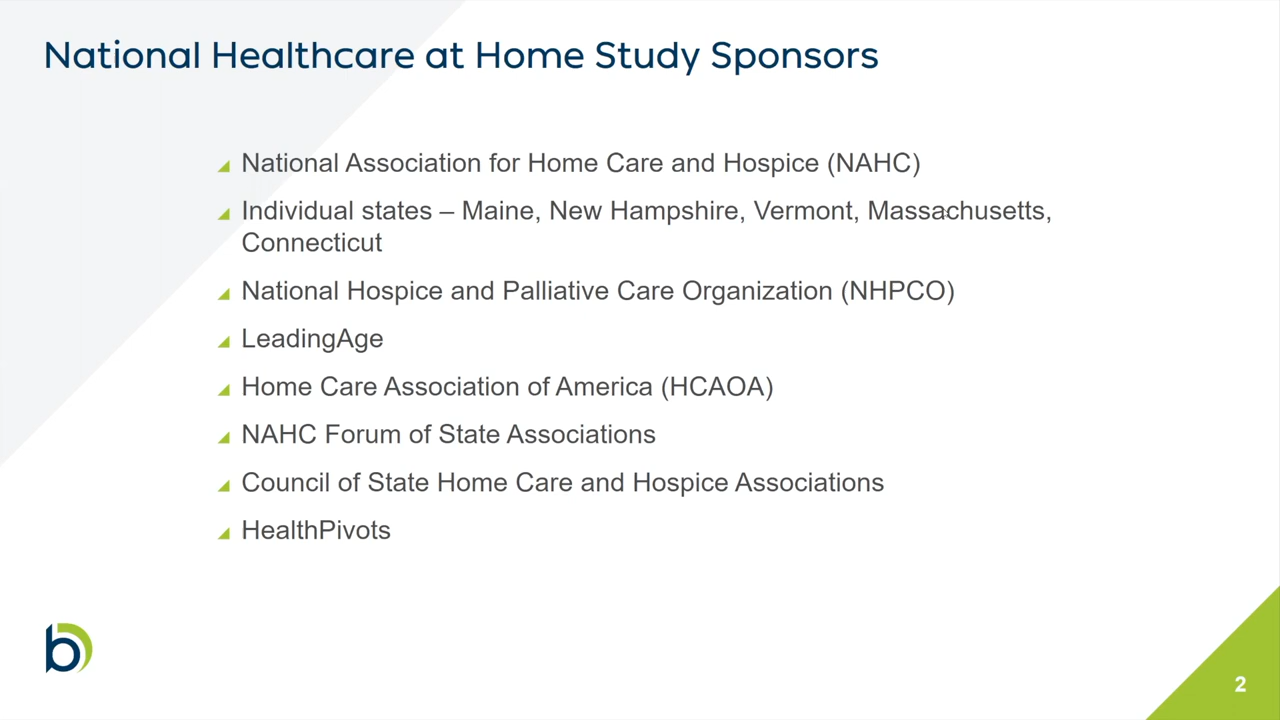 National Healthcare at Home Study Sponsors
National Association for Home Care and Hospice (NAHC)
Individual states – Maine, New Hampshire, Vermont, Massachusetts,
Connecticut
National Hospice and Palliative Care Organization (NHPCO)
LeadingAge
Home Care Association of America (HCAOA)
NAHC Forum of State Associations
Council of State Home Care and Hospice Associations
HealthPivots
b
2